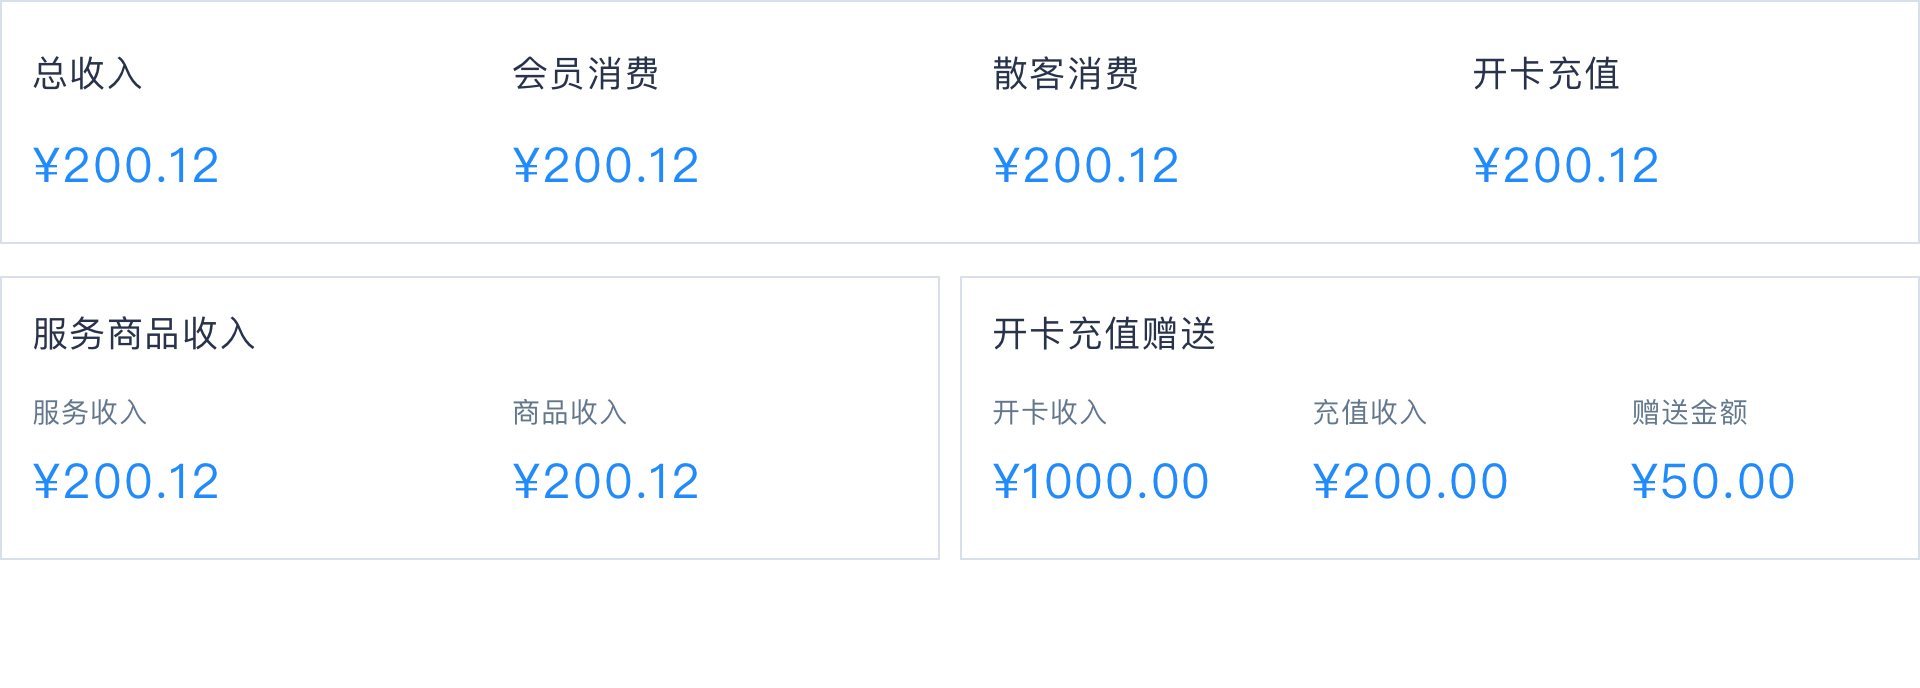 总收入 会员消费 散客消费 开卡充值
¥200.12 ¥200.12 ¥200.12 ¥200.12
服务商品收入
服务收入 商品收入
¥200.12 ¥200.12
开卡充值赠送
开卡收入 充值收入 赠送金额
¥1000.00 ¥200.00 ¥50.00